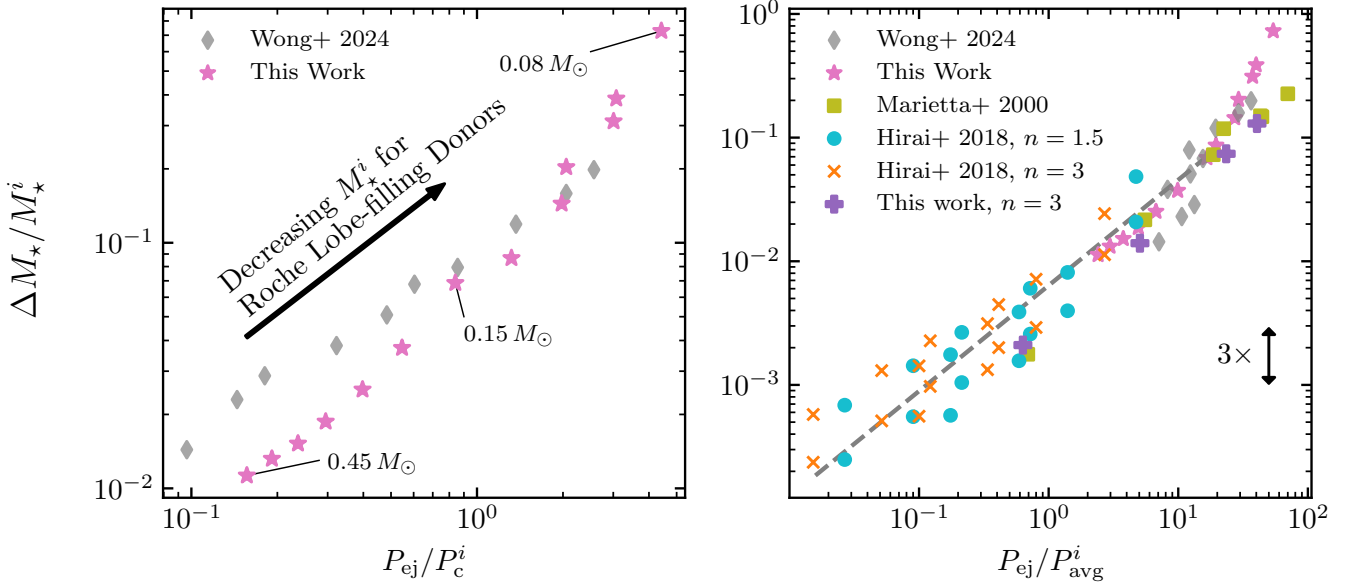 Wong+ 2024
This Work
0.08 M⊙
Decreasing M⋆ⁱ for
Roche Lobe-filling Donors
0.15 M⊙
0.45 M⊙
ΔM⋆/M⋆ⁱ
10⁻¹
10⁻²
10⁻¹
10⁰
P_ej/P_cⁱ
Wong+ 2024
This Work
Marietta+ 2000
Hirai+ 2018, n = 1.5
Hirai+ 2018, n = 3
This work, n = 3
3×
10⁰
10⁻¹
10⁻²
10⁻³
10⁻¹
10⁰
10¹
10²
P_ej/P_avgⁱ